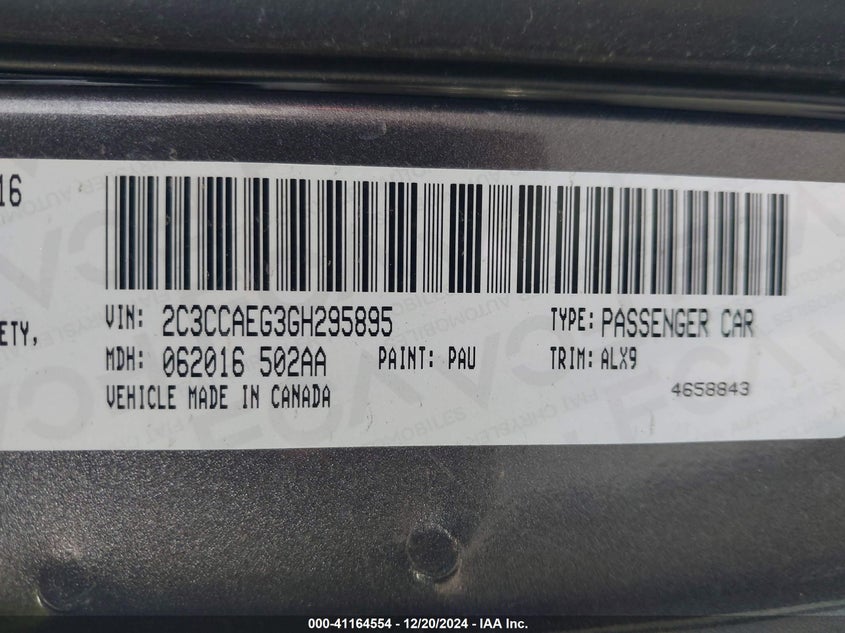 16
VIN: 2C3CCAEG3GH295895 TYPE: PASSENGER CAR
ETY,
MDH: 062016 502AA PAINT: PAU TRIM: ALX9
VEHICLE MADE IN CANADA 4658843
000-41164554 - 12/20/2024 - IAA Inc.